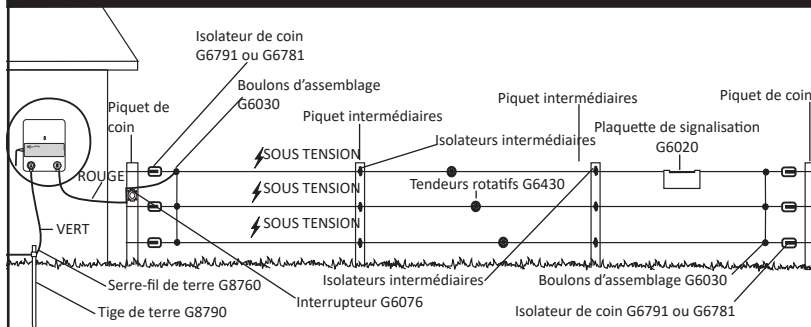 Isolateur de coin
G6791 ou G6781
Boulons d'assemblage
G6030
Piquet de
coin
Piquet intermédiaires
Piquet intermédiaires
Piquet de coin
Isolateurs intermédiaires
Plaquette de signalisation
G6020
SOUS TENSION
ROUGE
SOUS TENSION
Tendeurs rotatifs G6430
SOUS TENSION
VERT
Serre-fil de terre G8760
Isolateurs intermédiaires
Boulons d'assemblage G6030
Interrupteur G6076
Tige de terre G8790
Isolateur de coin G6791 ou G6781